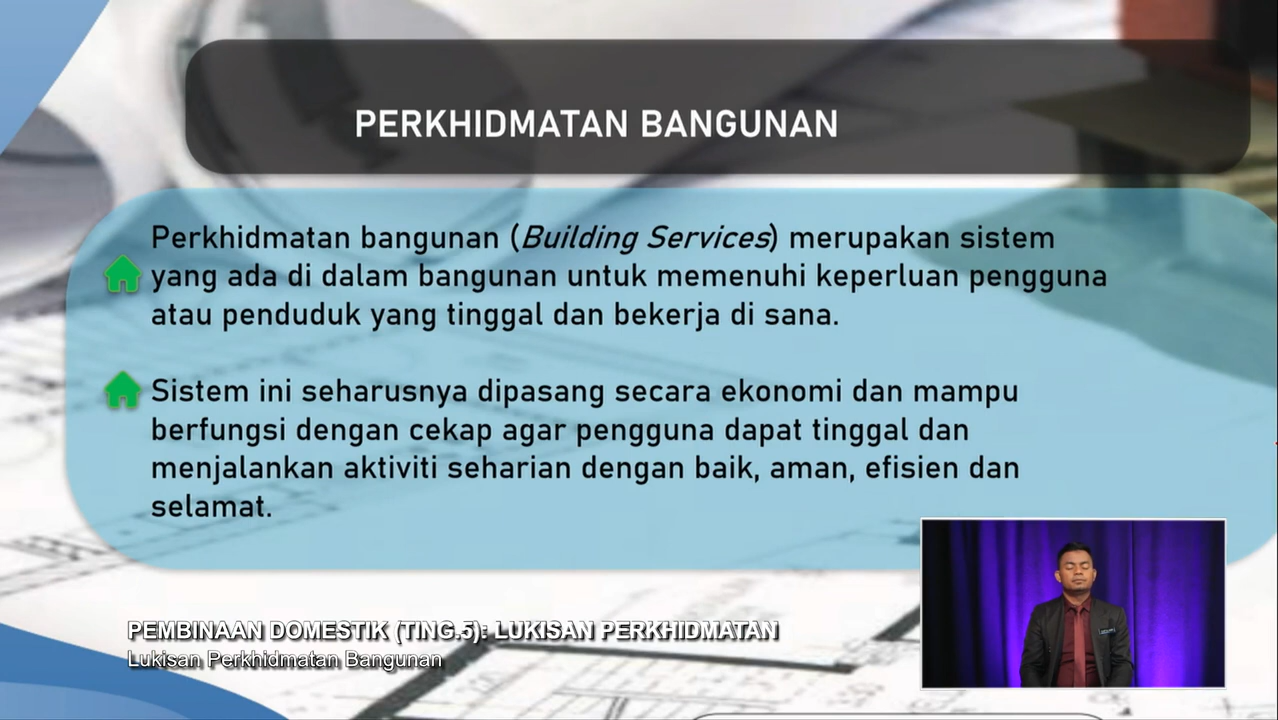 PERKHIDMATAN BANGUNAN
Perkhidmatan bangunan (Building Services) merupakan sistem
yang ada di dalam bangunan untuk memenuhi keperluan pengguna
atau penduduk yang tinggal dan bekerja di sana.
Sistem ini seharusnya dipasang secara ekonomi dan mampu
berfungsi dengan cekap agar pengguna dapat tinggal dan
menjalankan aktiviti seharian dengan baik, aman, efisien dan
selamat.
PEMBINAAN DOMESTIK (TING.5): LUKISAN PERKHIDMATAN
Lukisan Perkhidmatan Bangunan